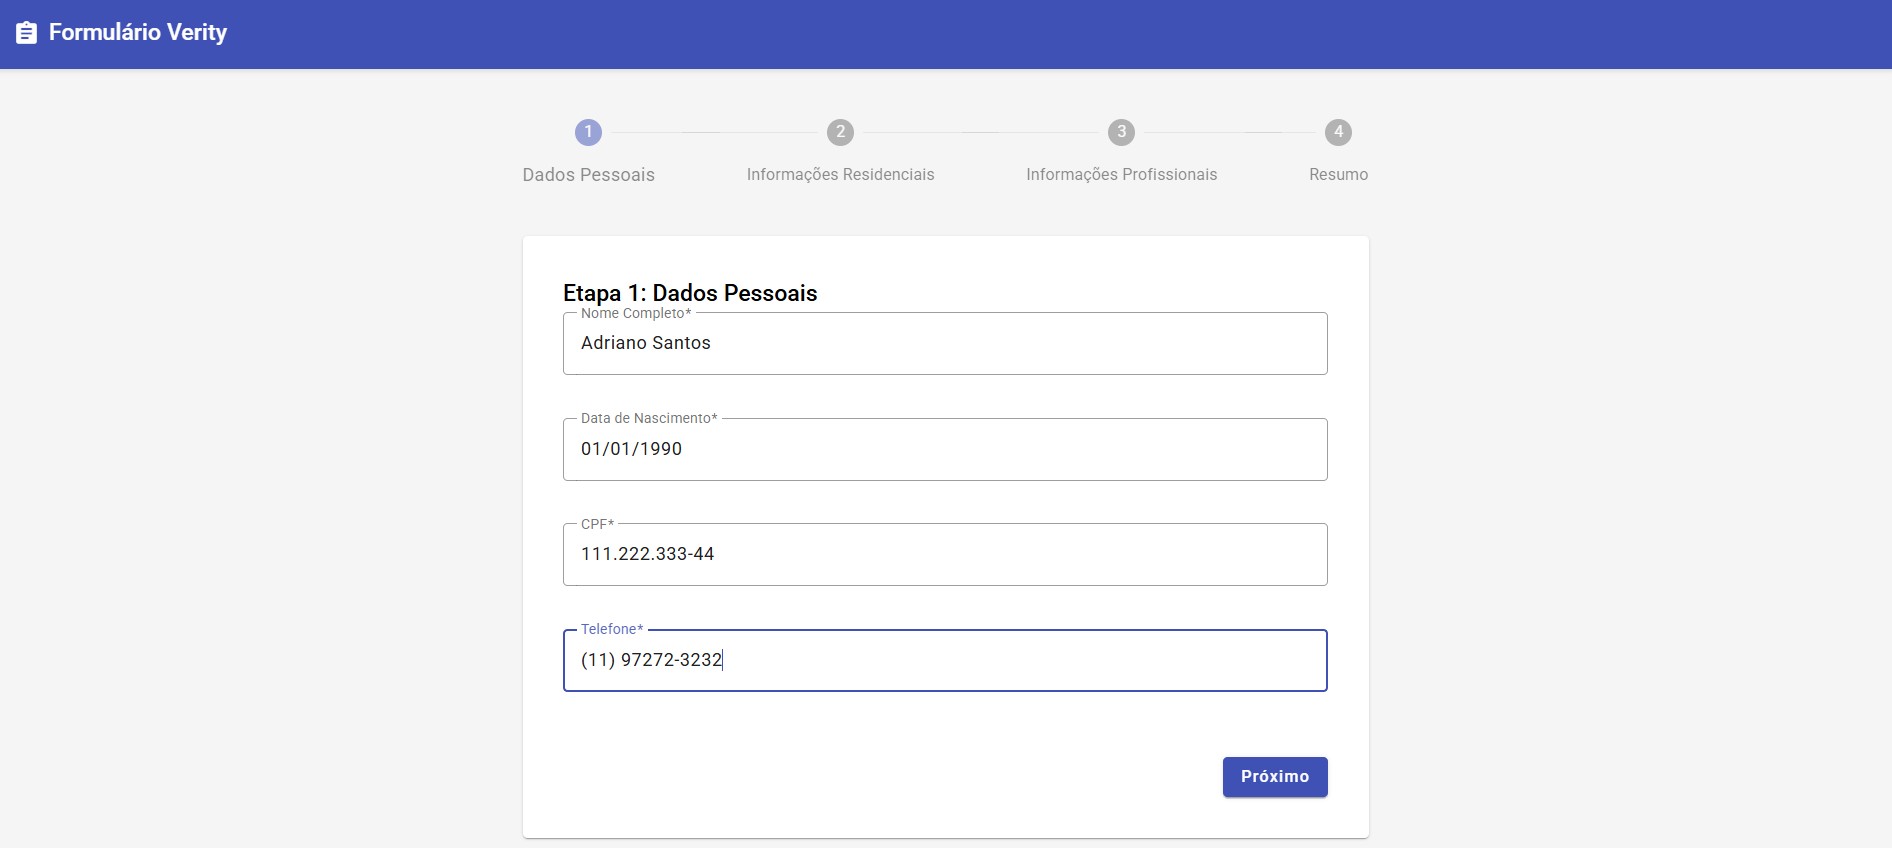 Formulário Verity
1
2
3
4
Dados Pessoais
Informações Residenciais
Informações Profissionais
Resumo
Etapa 1: Dados Pessoais
Nome Completo*
Adriano Santos
Data de Nascimento*
01/01/1990
CPF*
111.222.333-44
Telefone*
(11) 97272-3232
Próximo